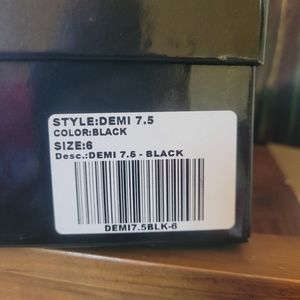 STYLE:DEMI 7.5
COLOR:BLACK
SIZE:6
Desc.:DEMI 7.5 - BLACK
DEMI7.5BLK-6